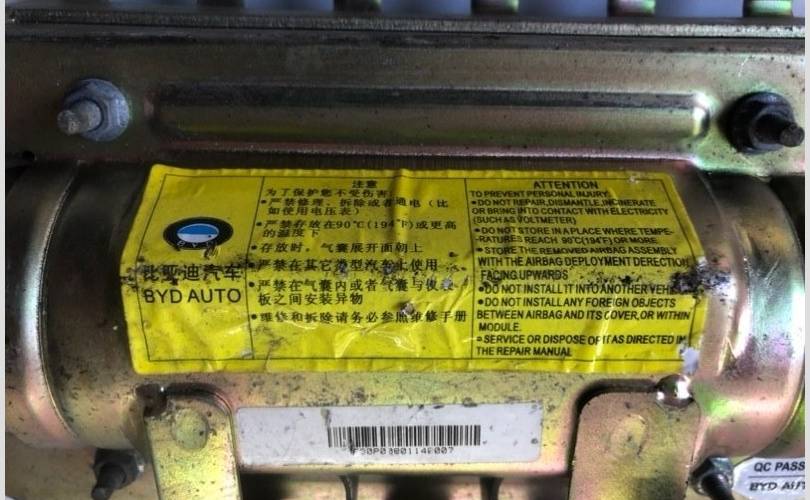 比亚迪汽车
BYD AUTO
注意
为了保护您不受伤害
•严禁修理、拆除或者通电（比
如使用电压表）
•严禁存放在90℃(194℉)或更高
的温度下
•存放时，气囊展开面朝上
•严禁在其它类型汽车上使用
•严禁在气囊内或者气囊与
板之间安装异物
•维修和拆除请务必参照维修手册
ATTENTION
TO PREVENT PERSONAL INJURY:
•DO NOT REPAIR,DISMANTLE,INCINERATE
OR BRING INTO CONTACT WITH ELECTRICITY
(SUCH AS VOLTMETER)
•DO NOT STORE IN A PLACE WHERE TEMPE-
RATURES REACH 90℃(194℉) OR MORE.
•STORE THE REMOVED AIRBAG ASSEMBLY
WITH THE AIRBAG DEPLOYMENT DERECTION
FACING UPWARDS
•DO NOT INSTALL IT INTO ANOTHER VEH
•DO NOT INSTALL ANY FOREIGN OBJECTS
BETWEEN AIRBAG AND ITS COVER,OR WITHIN
MODULE.
•SERVICE OR DISPOSE OF IT AS DIRECTED IN
THE REPAIR MANUAL
QC PASS
BYD AUT